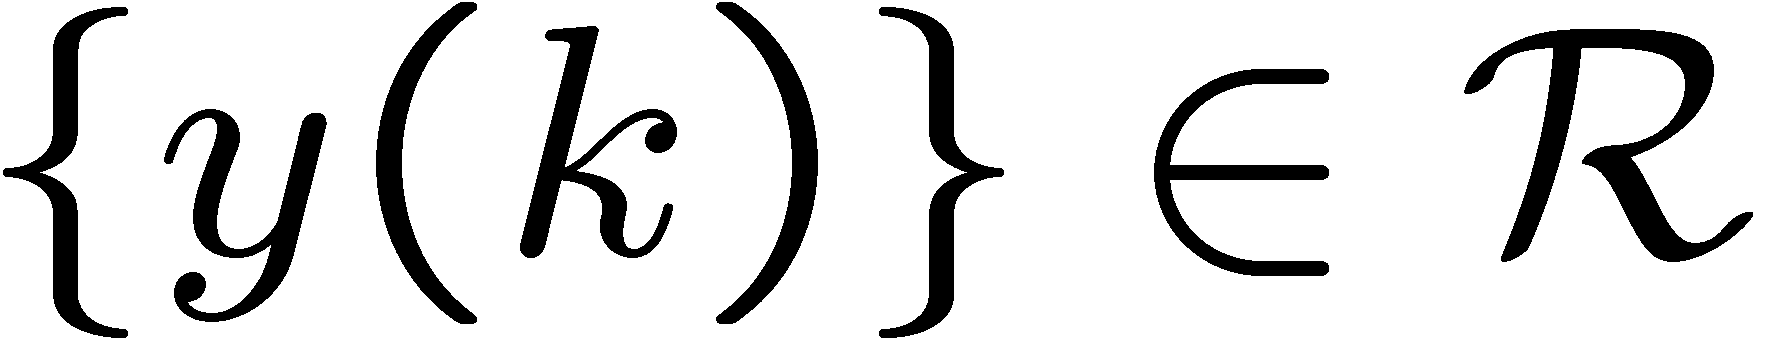 {y(k)} ∈ ℛ